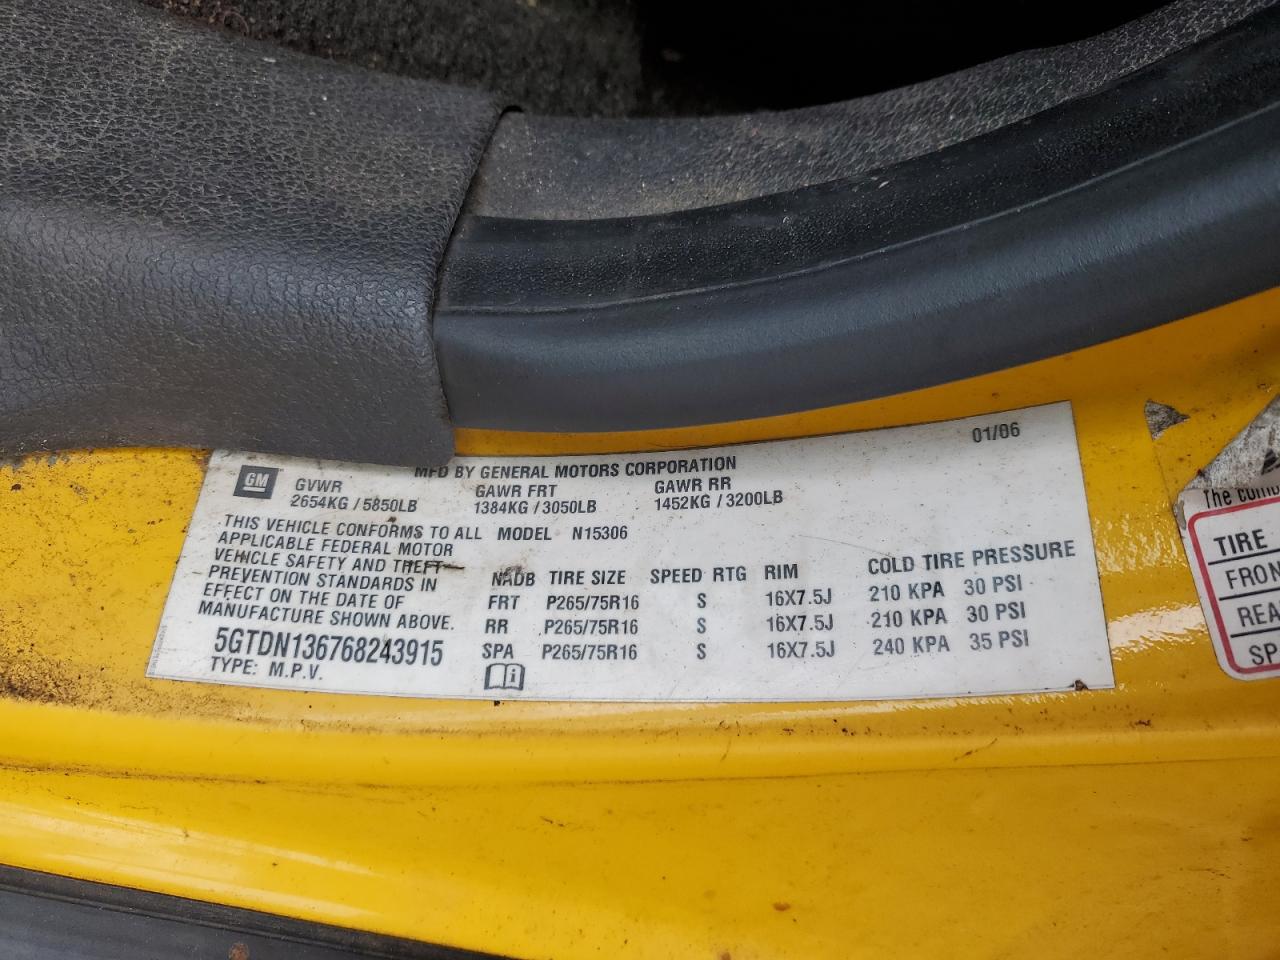 01/06
MFD BY GENERAL MOTORS CORPORATION
GM
GVWR GAWR FRT GAWR RR
2654KG / 5850LB 1384KG / 3050LB 1452KG / 3200LB
THIS VEHICLE CONFORMS TO ALL MODEL N15306
APPLICABLE FEDERAL MOTOR
VEHICLE SAFETY AND THEFT
PREVENTION STANDARDS IN
EFFECT ON THE DATE OF
MANUFACTURE SHOWN ABOVE.
5GTDN136768243915
TYPE: M.P.V.
NADB TIRE SIZE SPEED RTG RIM COLD TIRE PRESSURE
FRT P265/75R16 S 16X7.5J 210 KPA 30 PSI
RR P265/75R16 S 16X7.5J 210 KPA 30 PSI
SPA P265/75R16 S 16X7.5J 240 KPA 35 PSI
The
TIRE
FRON
REA
SP